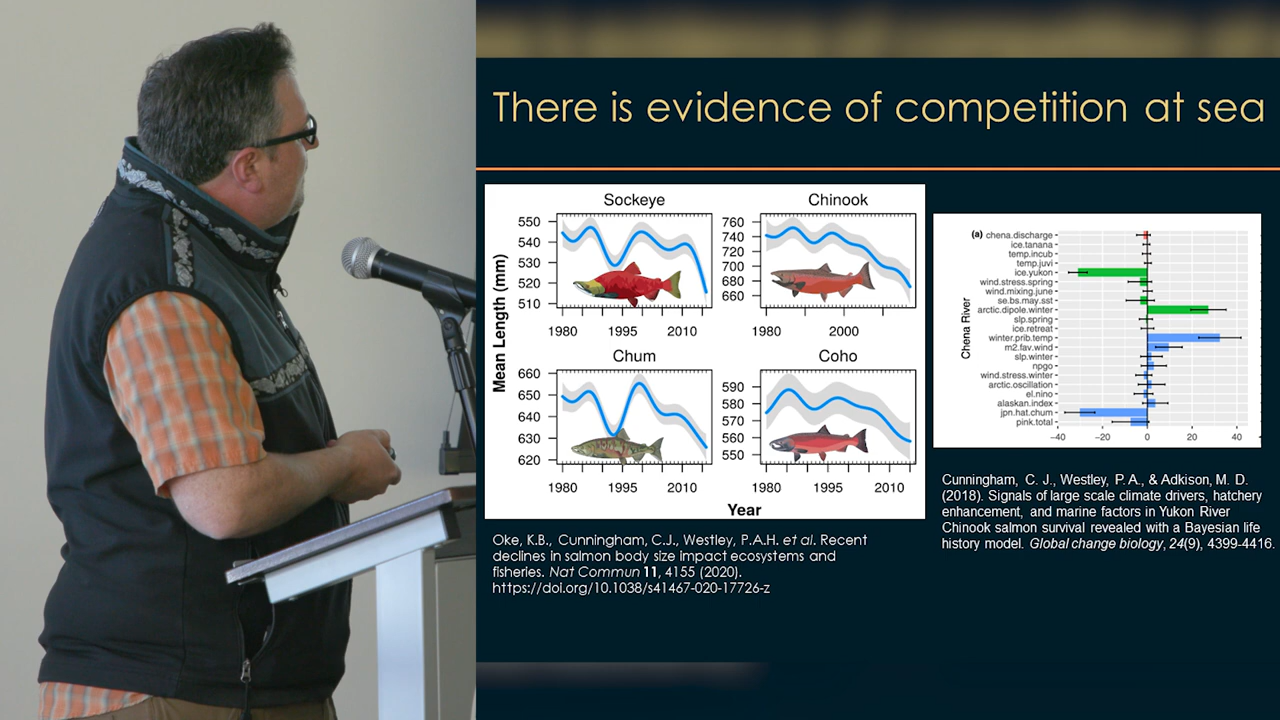 There is evidence of competition at sea
Sockeye
Chinook
Mean Length (mm)
550
540
530
520
510
1980 1995 2010
760
740
720
700
680
660
1980 2000
Chum
Coho
660
650
640
630
620
1980 1995 2010
590
580
570
560
550
1980 1995 2010
Year
Oke, K.B., Cunningham, C.J., Westley, P.A.H. et al. Recent
declines in salmon body size impact ecosystems and
fisheries. Nat Commun 11, 4155 (2020).
https://doi.org/10.1038/s41467-020-17726-z
(a)
Chena River
chena.discharge
ice.tanana
temp.incub
temp.juvi
ice.yukon
wind.stress.spring
wind.mixing.june
se.bs.may.sst
arctic.dipole.winter
slp.spring
ice.retreat
winter.prib.temp
m2.fav.wind
slp.winter
npgo
wind.stress.winter
arctic.oscillation
el.nino
alaskan.index
jpn.hat.chum
pink.total
−40 −20 0 20 40
Cunningham, C. J., Westley, P. A., & Adkison, M. D.
(2018). Signals of large scale climate drivers, hatchery
enhancement, and marine factors in Yukon River
Chinook salmon survival revealed with a Bayesian life
history model. Global change biology, 24(9), 4399-4416.